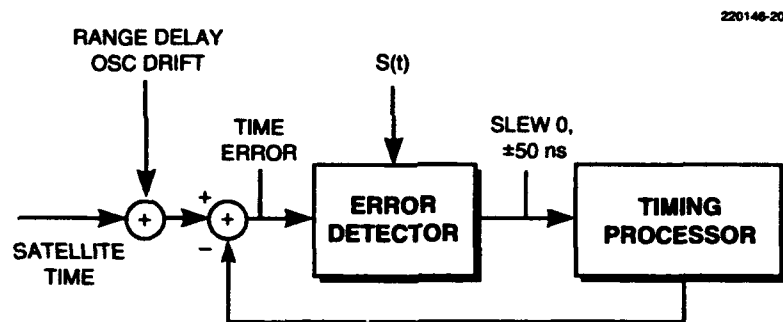 220146-20
RANGE DELAY
OSC DRIFT
S(t)
TIME
ERROR
SLEW 0,
±50 ns
+
+
+
−
ERROR
DETECTOR
TIMING
PROCESSOR
SATELLITE
TIME